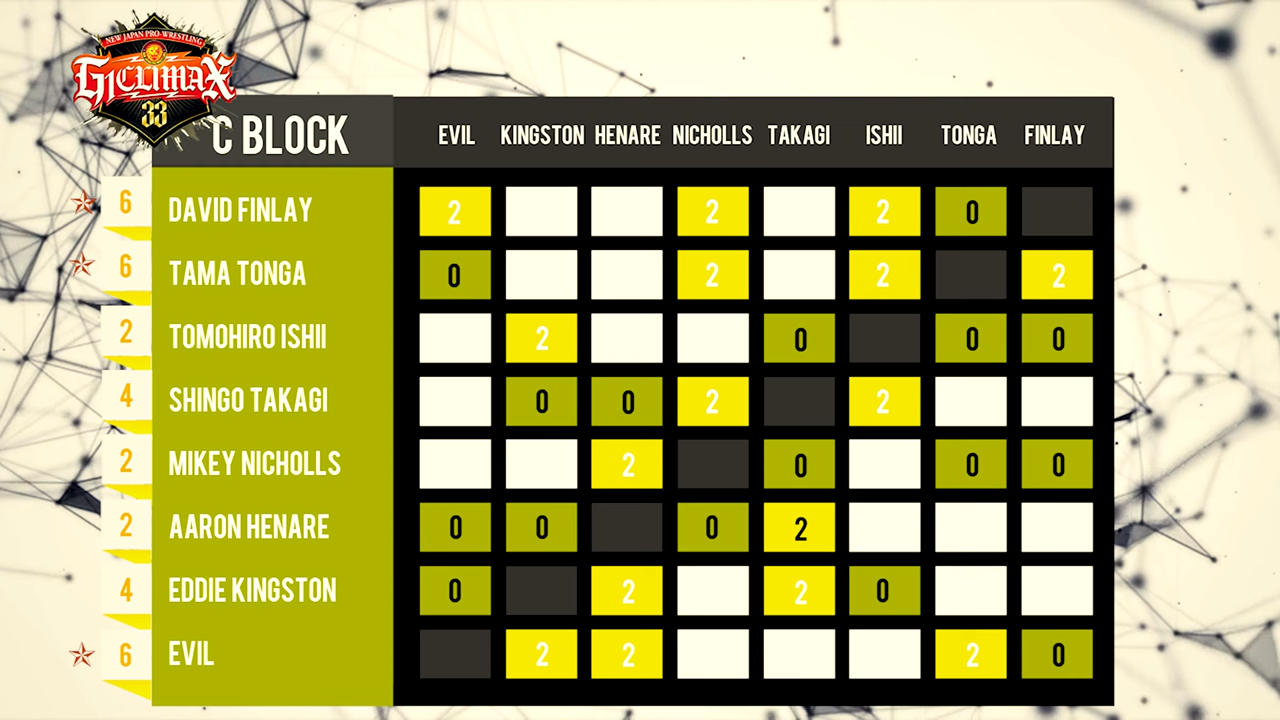 NEW JAPAN PRO-WRESTLING
G1 CLIMAX
33
C BLOCK EVIL KINGSTON HENARE NICHOLLS TAKAGI ISHII TONGA FINLAY
6 DAVID FINLAY 2 2 2 0
6 TAMA TONGA 0 2 2 2
2 TOMOHIRO ISHII 2 0 0 0
4 SHINGO TAKAGI 0 0 2 2
2 MIKEY NICHOLLS 2 0 0 0
2 AARON HENARE 0 0 0 2
4 EDDIE KINGSTON 0 2 2 0
6 EVIL 2 2 2 0